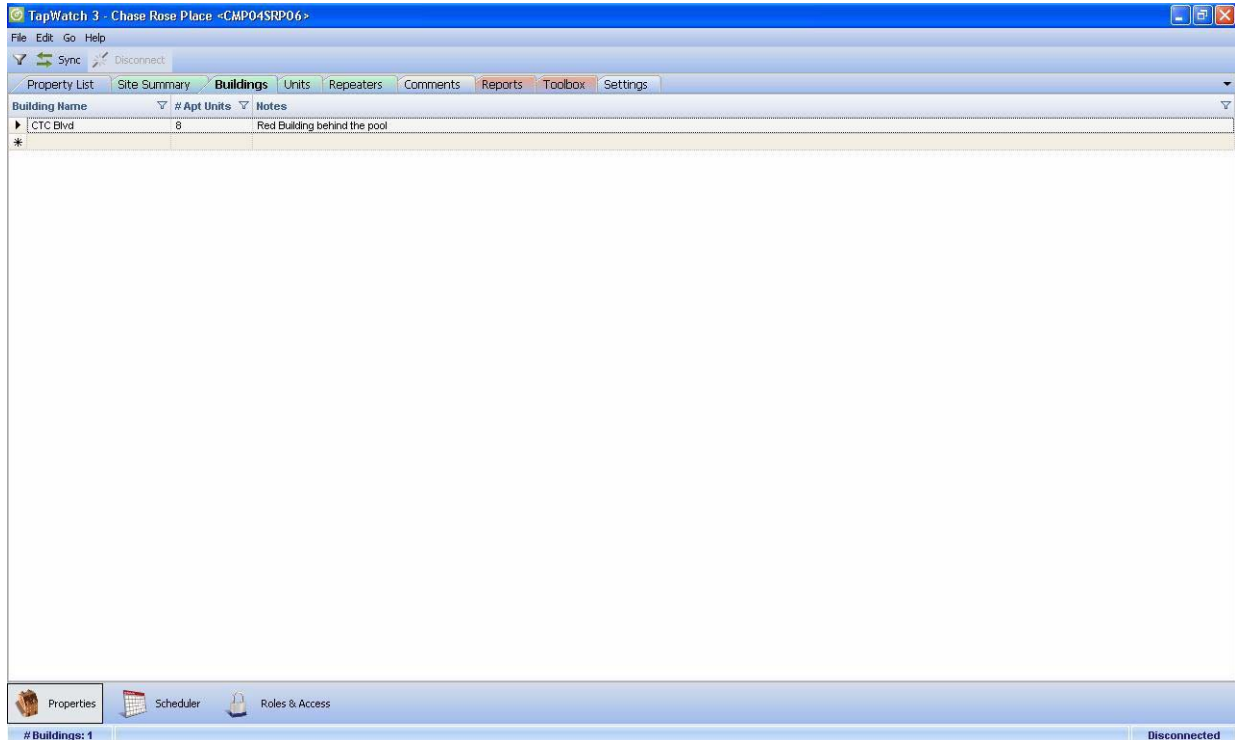 TapWatch 3 - Chase Rose Place <CMP04SRP06>
File Edit Go Help
Sync Disconnect
Property List Site Summary Buildings Units Repeaters Comments Reports Toolbox Settings
Building Name # Apt Units Notes
CTC Blvd 8 Red Building behind the pool
Properties Scheduler Roles & Access
# Buildings: 1 Disconnected